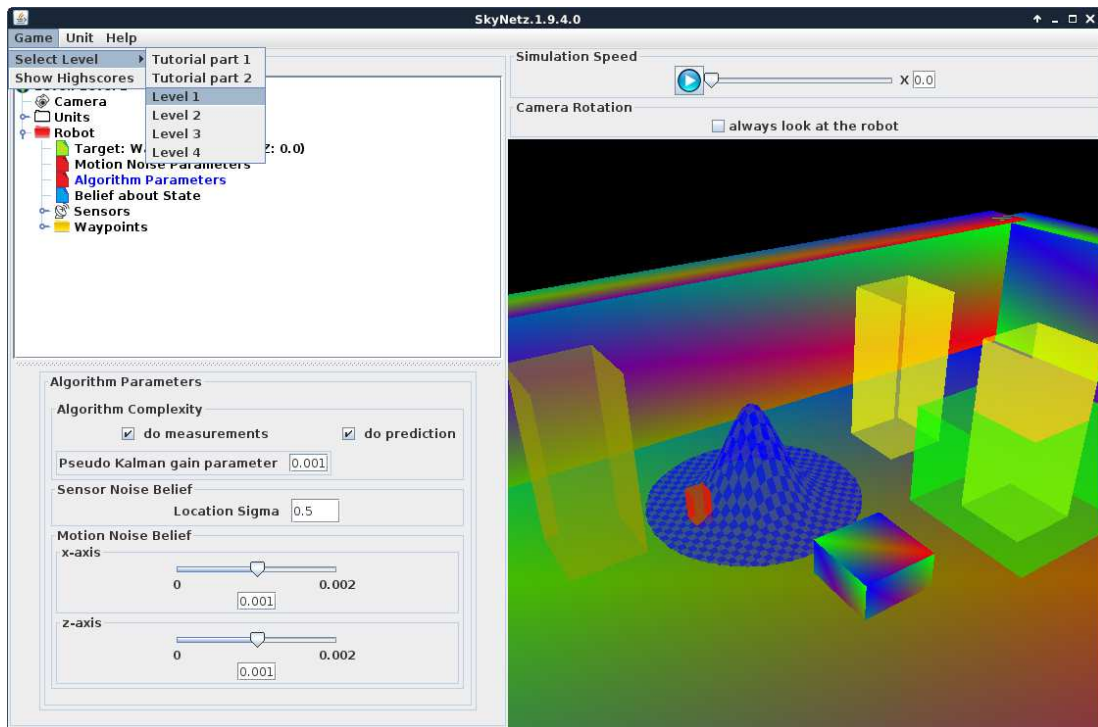 SkyNetz.1.9.4.0
Game Unit Help
Select Level
Show Highscores
Tutorial part 1
Tutorial part 2
Level 1
Level 2
Level 3
Level 4
Camera
Units
Robot
Target: Z: 0.0)
Motion Noise Parameters
Algorithm Parameters
Belief about State
Sensors
Waypoints
Simulation Speed
X 0.0
Camera Rotation
always look at the robot
Algorithm Parameters
Algorithm Complexity
do measurements do prediction
Pseudo Kalman gain parameter 0.001
Sensor Noise Belief
Location Sigma 0.5
Motion Noise Belief
x-axis
0 0.002
0.001
z-axis
0 0.002
0.001